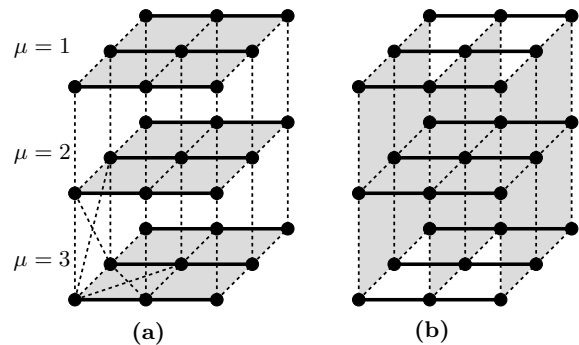 μ = 1
μ = 2
μ = 3
(a) (b)